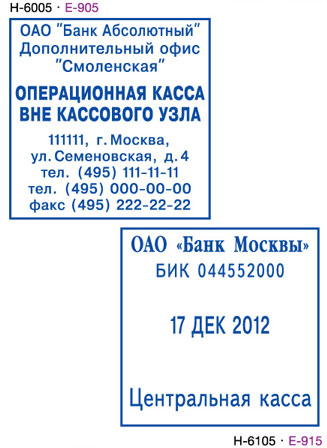 H-6005 · E-905
ОАО "Банк Абсолютный"
Дополнительный офис
"Смоленская"
ОПЕРАЦИОННАЯ КАССА
ВНЕ КАССОВОГО УЗЛА
111111, г. Москва,
ул. Семеновская, д. 4
тел. (495) 111-11-11
тел. (495) 000-00-00
факс (495) 222-22-22
ОАО «Банк Москвы»
БИК 044552000
17 ДЕК 2012
Центральная касса
H-6105 · E-915